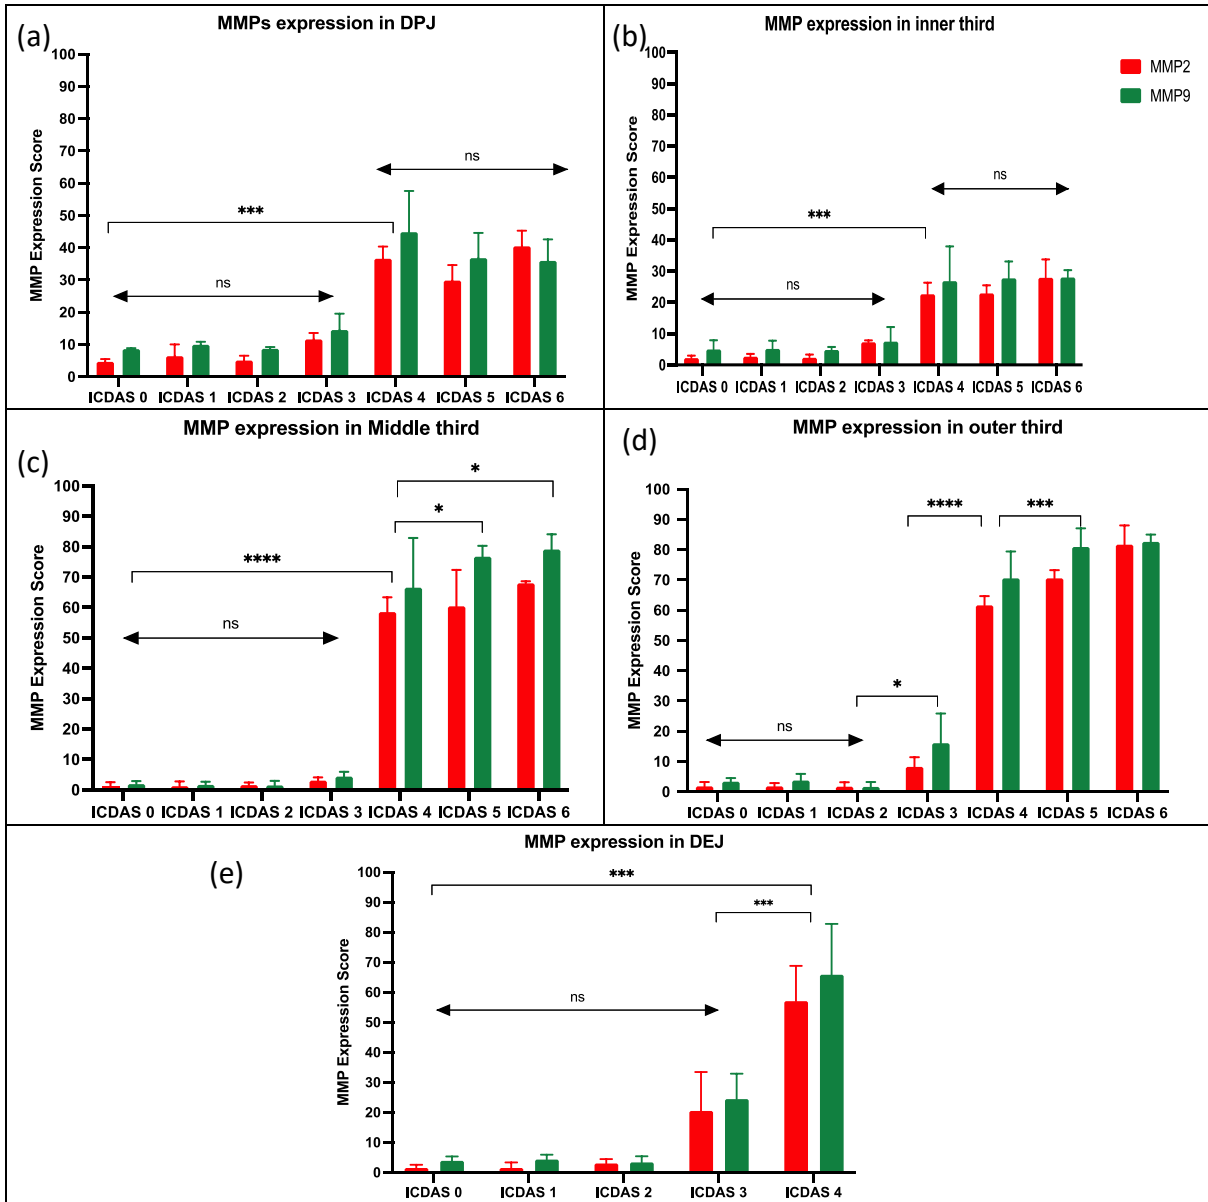 (a)
MMPs expression in DPJ
MMP Expression Score
100
90
80
70
60
50
40
30
20
10
0
ns
***
ns
ICDAS 0 ICDAS 1 ICDAS 2 ICDAS 3 ICDAS 4 ICDAS 5 ICDAS 6
(b)
MMP expression in inner third
MMP2
MMP9
MMP Expression Score
100
90
80
70
60
50
40
30
20
10
0
ns
***
ns
ICDAS 0 ICDAS 1 ICDAS 2 ICDAS 3 ICDAS 4 ICDAS 5 ICDAS 6
(c)
MMP expression in Middle third
MMP Expression Score
100
90
80
70
60
50
40
30
20
10
0
*
*
****
ns
ICDAS 0 ICDAS 1 ICDAS 2 ICDAS 3 ICDAS 4 ICDAS 5 ICDAS 6
(d)
MMP expression in outer third
MMP Expression Score
100
90
80
70
60
50
40
30
20
10
0
**** ***
*
ns
ICDAS 0 ICDAS 1 ICDAS 2 ICDAS 3 ICDAS 4 ICDAS 5 ICDAS 6
(e)
MMP expression in DEJ
MMP Expression Score
100
90
80
70
60
50
40
30
20
10
0
***
***
ns
ICDAS 0 ICDAS 1 ICDAS 2 ICDAS 3 ICDAS 4